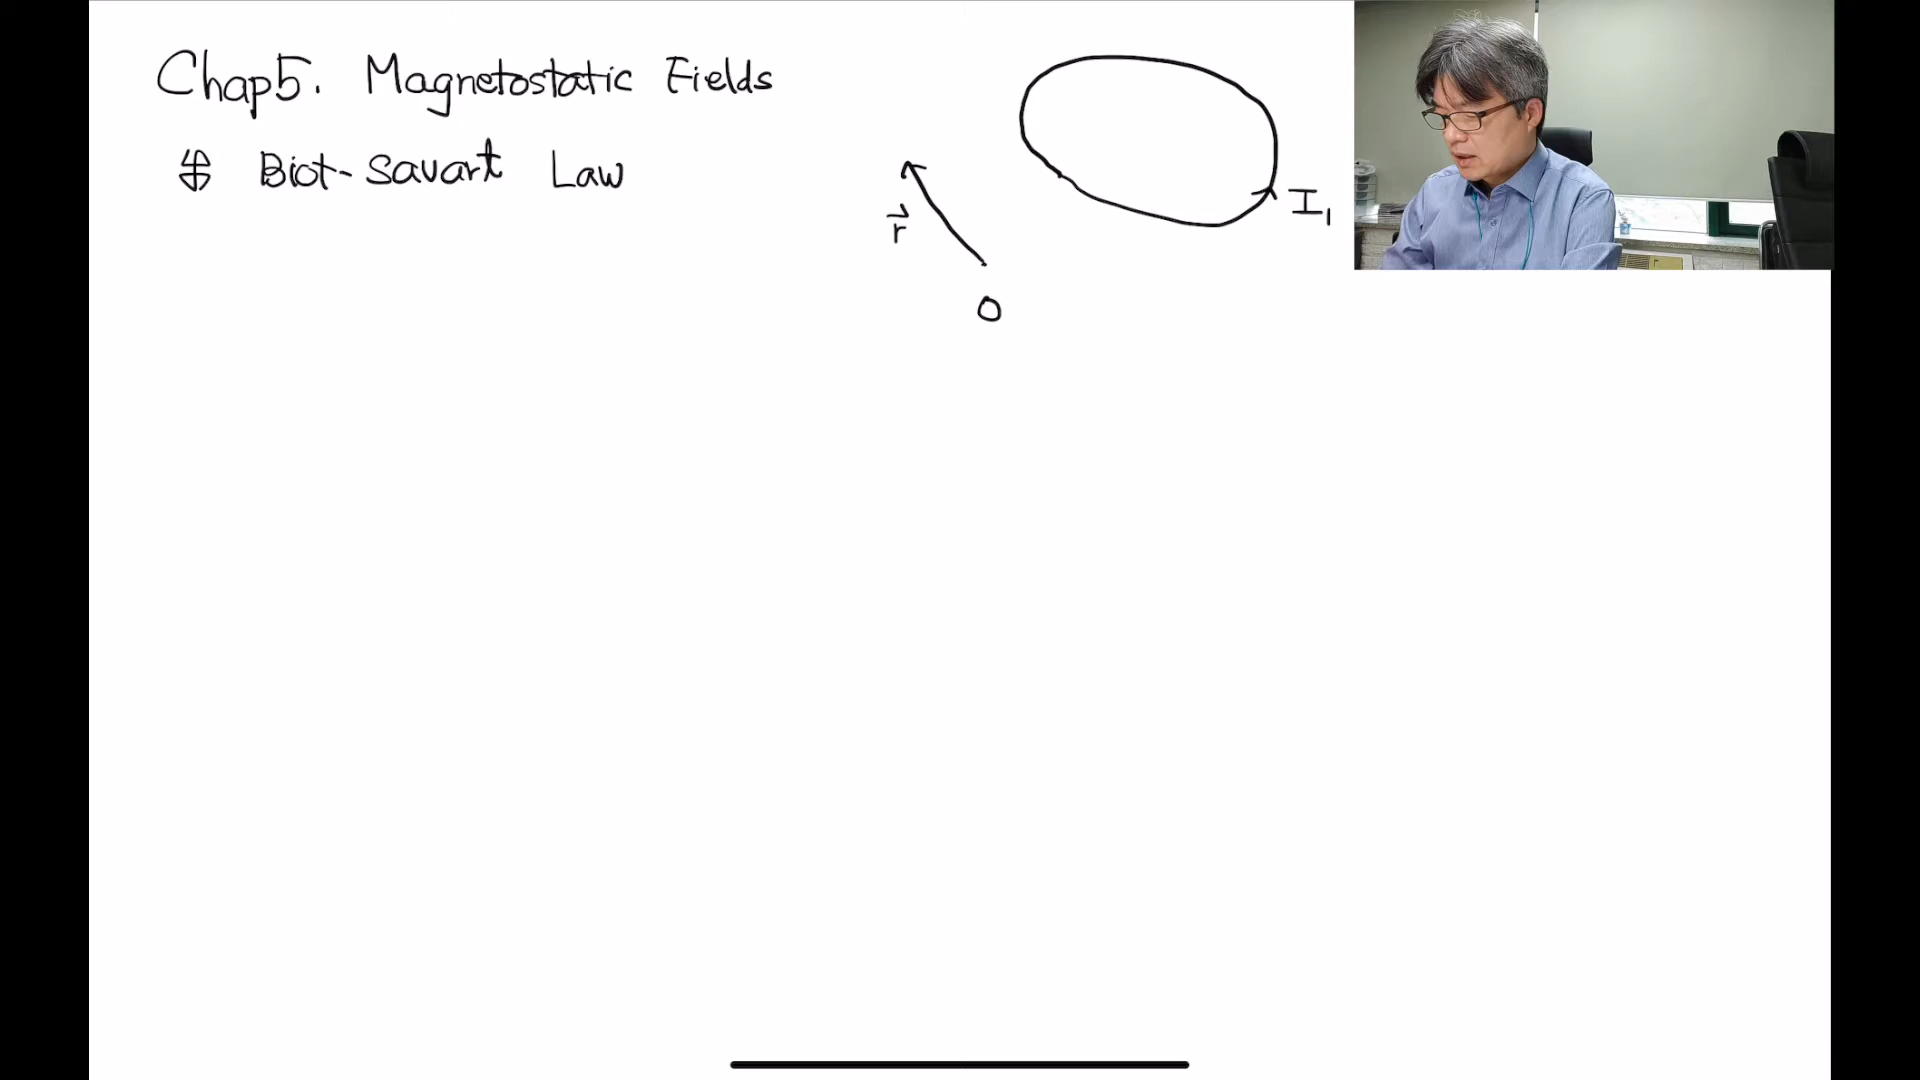 Chap5. Magnetostatic Fields
# Biot-Savart Law
I₁
r⃗
O